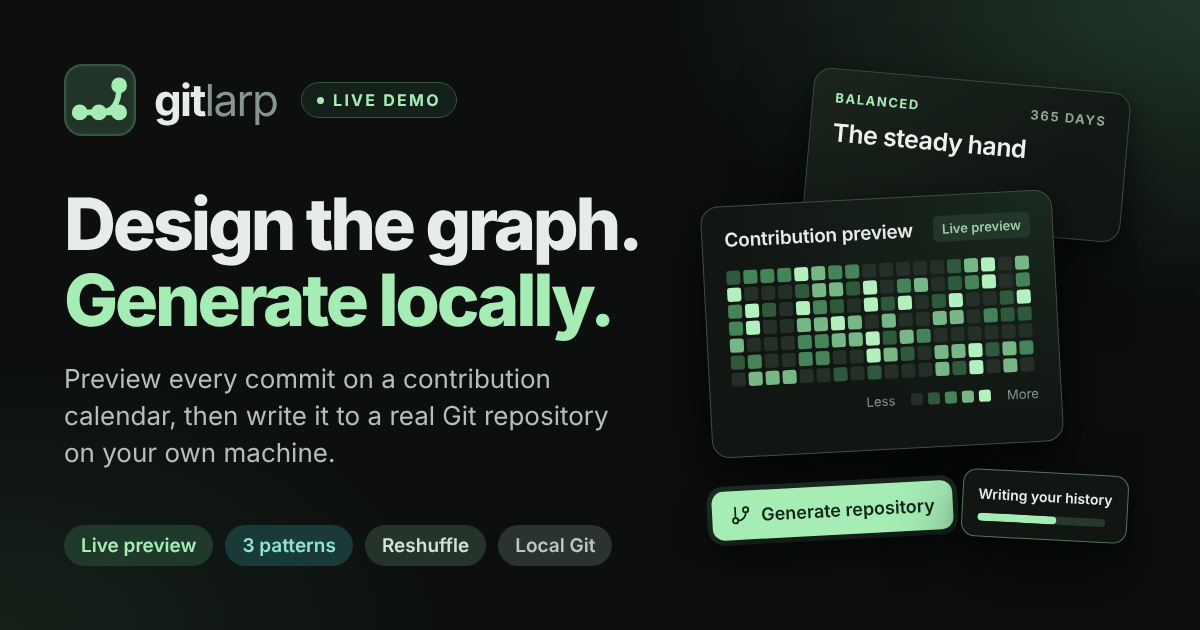 gitlarp
LIVE DEMO
Design the graph.
Generate locally.
Preview every commit on a contribution
calendar, then write it to a real Git repository
on your own machine.
Live preview
3 patterns
Reshuffle
Local Git
BALANCED
365 DAYS
The steady hand
Contribution preview
Live preview
Less
More
Generate repository
Writing your history